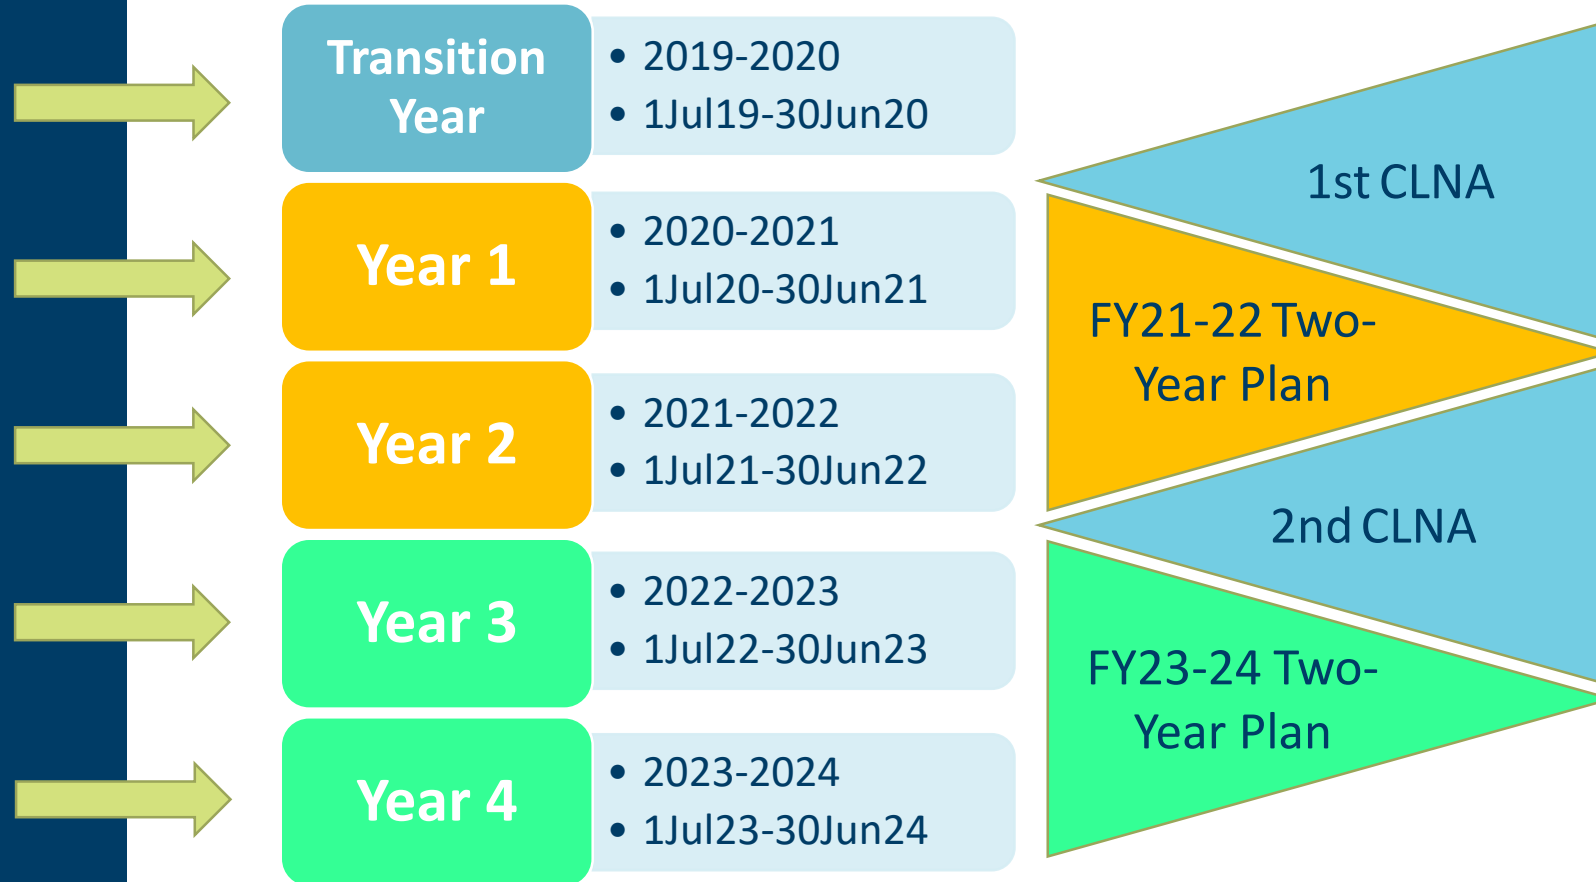 Transition
Year
• 2019-2020
• 1Jul19-30Jun20
Year 1
• 2020-2021
• 1Jul20-30Jun21
Year 2
• 2021-2022
• 1Jul21-30Jun22
Year 3
• 2022-2023
• 1Jul22-30Jun23
Year 4
• 2023-2024
• 1Jul23-30Jun24
1st CLNA
FY21-22 Two-
Year Plan
2nd CLNA
FY23-24 Two-
Year Plan